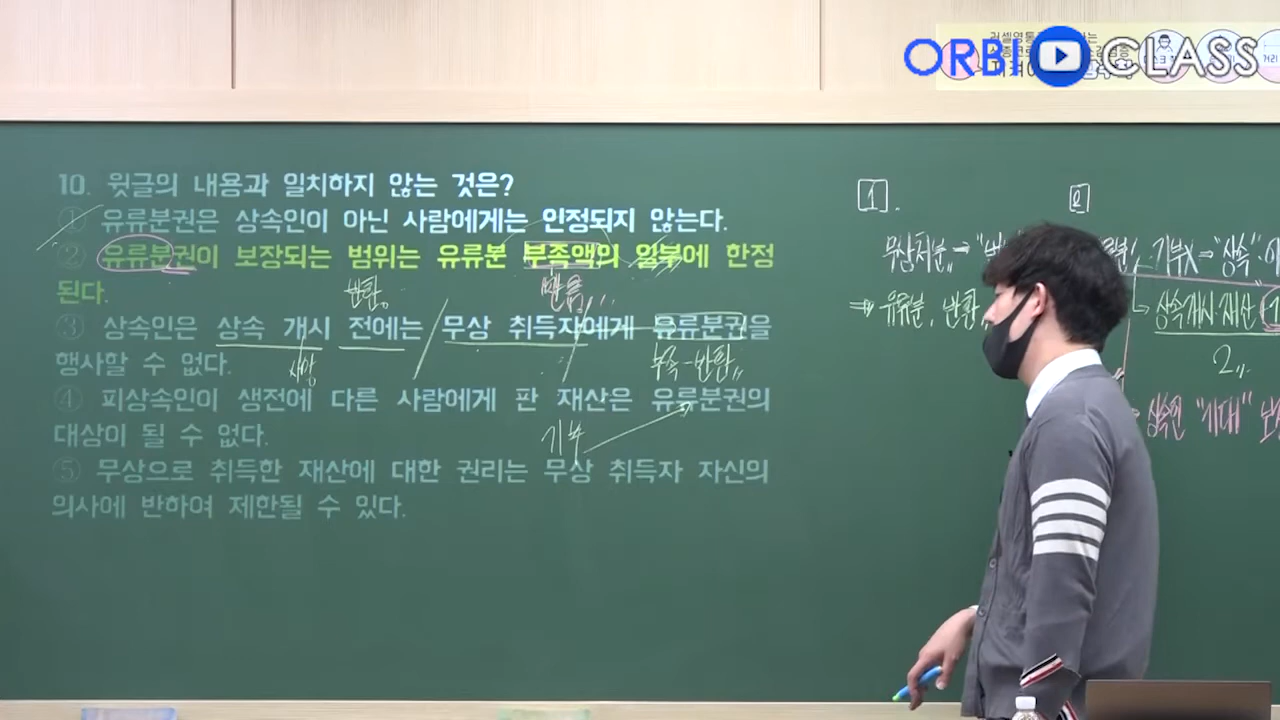 ORBI CLASS
10. 윗글의 내용과 일치하지 않는 것은?
① 유류분권은 상속인이 아닌 사람에게는 인정되지 않는다.
② 유류분권이 보장되는 범위는 유류분 부족액의 일부에 한정
된다.
반환。
③ 상속인은 상속 개시 전에는 무상 취득자에게 유류분권을
행사할 수 없다.
사망
부족-반환
④ 피상속인이 생전에 다른 사람에게 판 재산은 유류분권의
대상이 될 수 없다.
기부
⑤ 무상으로 취득한 재산에 대한 권리는 무상 취득자 자신의
의사에 반하여 제한될 수 있다.
1
무상처분
⇒ 유류분, 반환
2
기부X ⇒ "상속"
상속개시·재산
2
상속인 "기대"